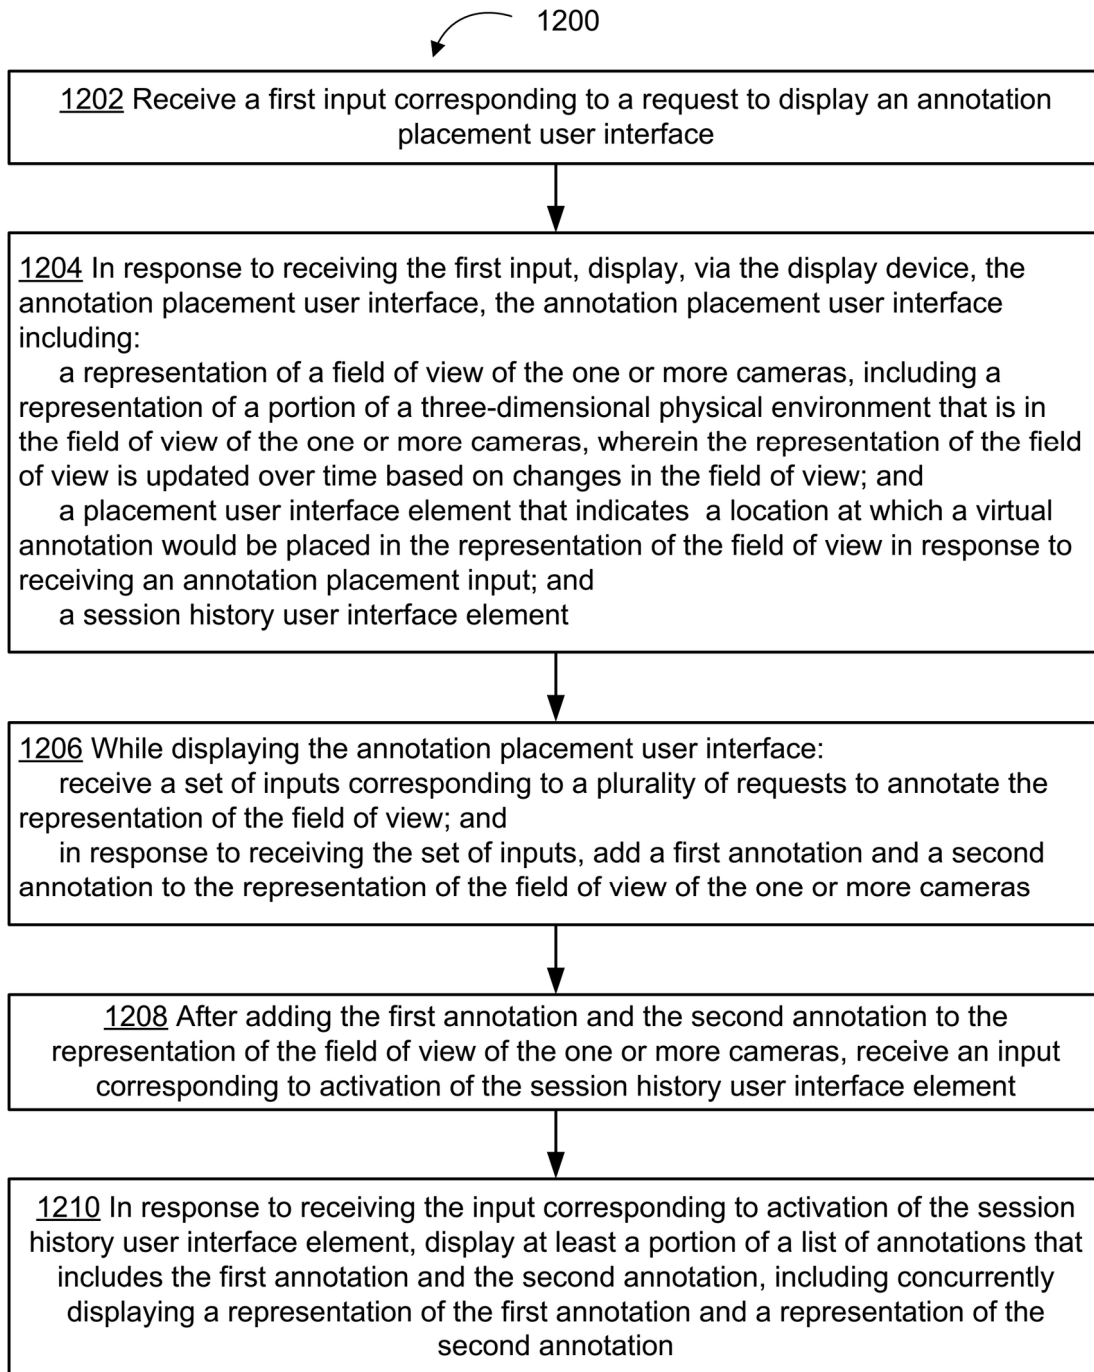 1200
1202 Receive a first input corresponding to a request to display an annotation
placement user interface
1204 In response to receiving the first input, display, via the display device, the
annotation placement user interface, the annotation placement user interface
including:
a representation of a field of view of the one or more cameras, including a
representation of a portion of a three-dimensional physical environment that is in
the field of view of the one or more cameras, wherein the representation of the field
of view is updated over time based on changes in the field of view; and
a placement user interface element that indicates a location at which a virtual
annotation would be placed in the representation of the field of view in response to
receiving an annotation placement input; and
a session history user interface element
1206 While displaying the annotation placement user interface:
receive a set of inputs corresponding to a plurality of requests to annotate the
representation of the field of view; and
in response to receiving the set of inputs, add a first annotation and a second
annotation to the representation of the field of view of the one or more cameras
1208 After adding the first annotation and the second annotation to the
representation of the field of view of the one or more cameras, receive an input
corresponding to activation of the session history user interface element
1210 In response to receiving the input corresponding to activation of the session
history user interface element, display at least a portion of a list of annotations that
includes the first annotation and the second annotation, including concurrently
displaying a representation of the first annotation and a representation of the
second annotation